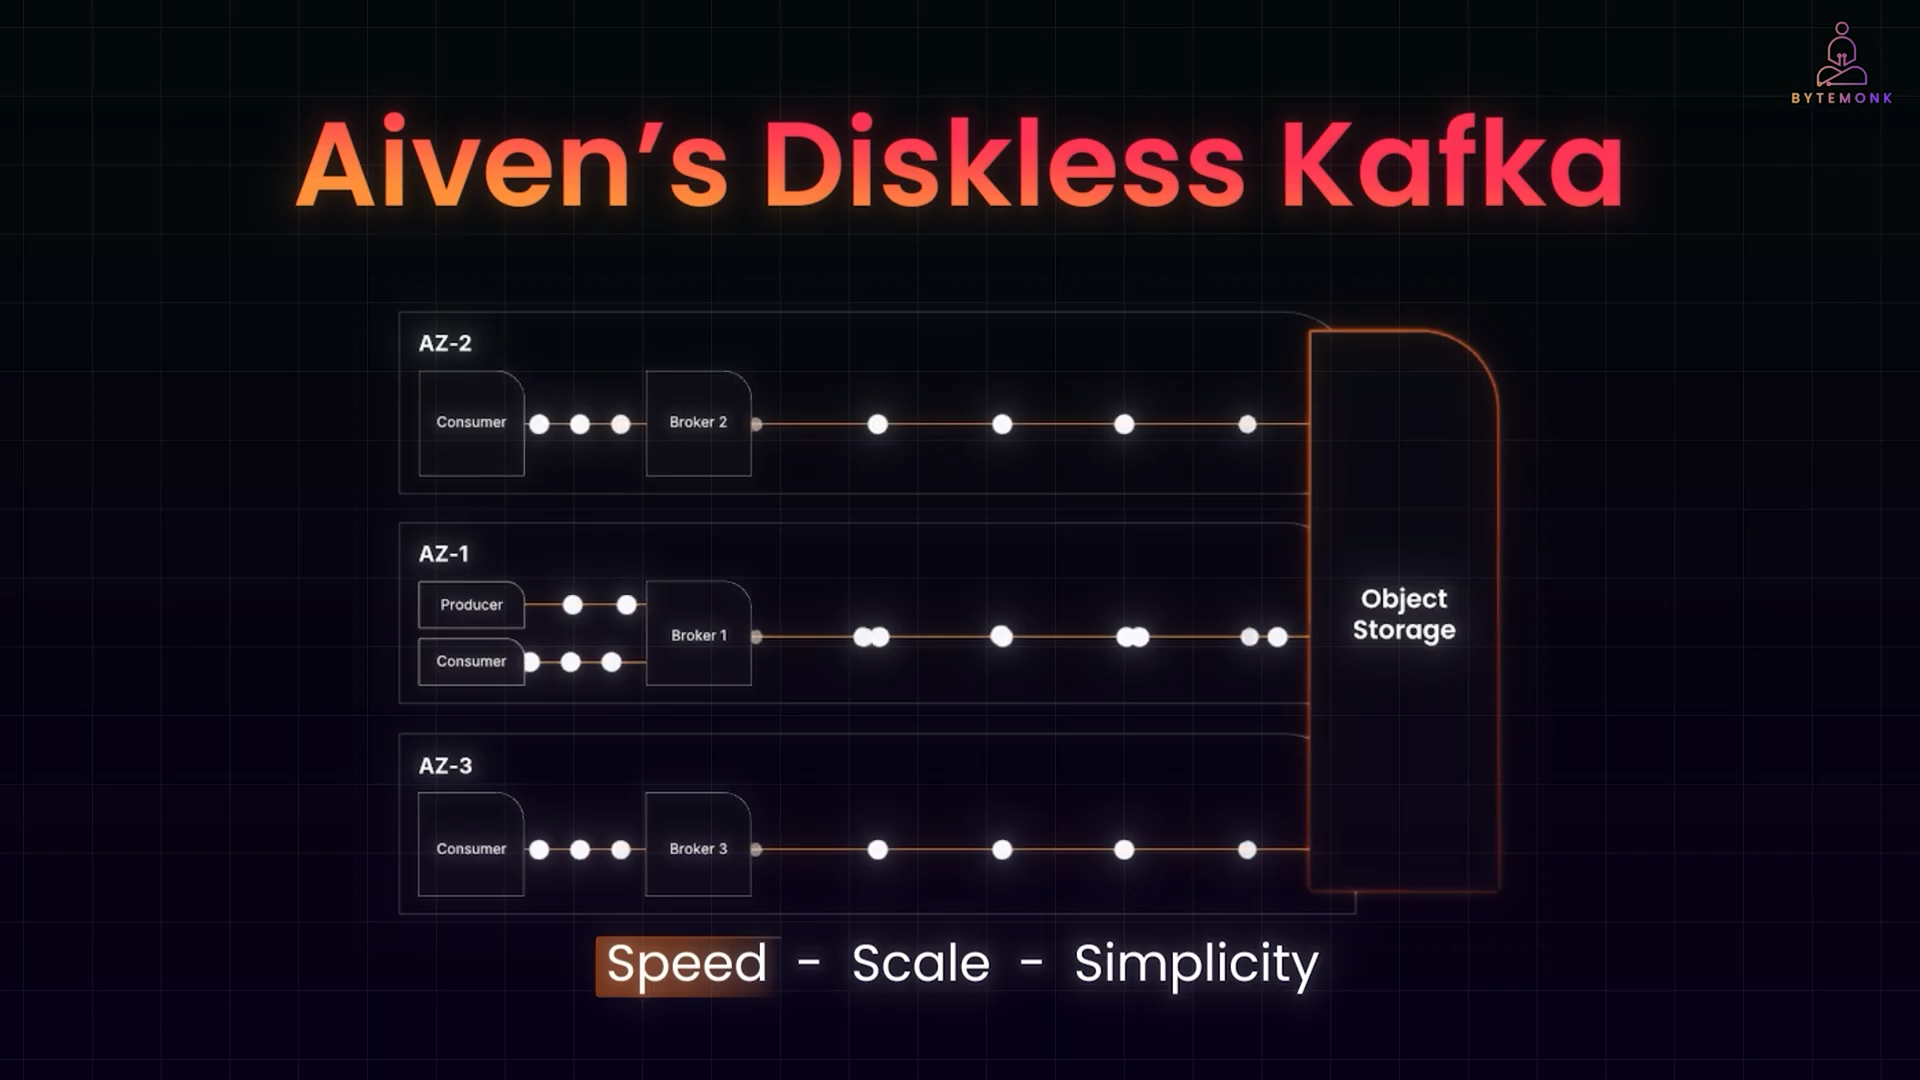 BYTEMONK
Aiven’s Diskless Kafka
AZ-2
Consumer
Broker 2
AZ-1
Producer
Consumer
Broker 1
AZ-3
Consumer
Broker 3
Object
Storage
Speed - Scale - Simplicity